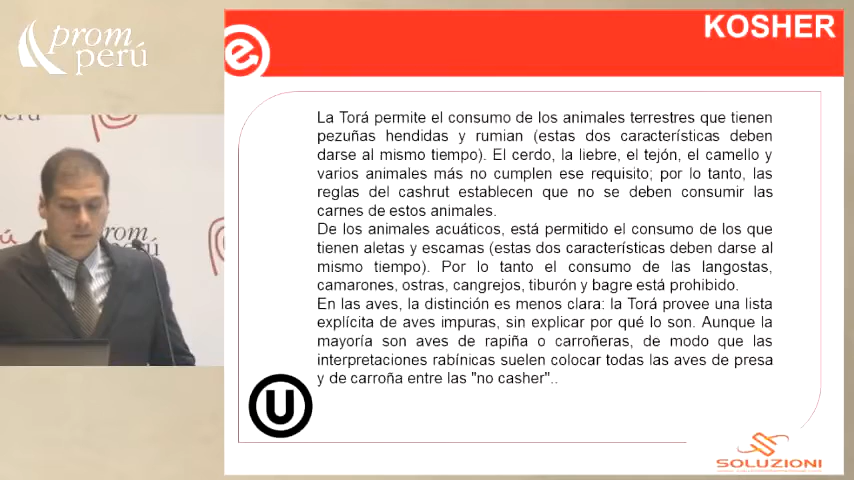 prom
perú
KOSHER
La Torá permite el consumo de los animales terrestres que tienen
pezuñas hendidas y rumian (estas dos características deben
darse al mismo tiempo). El cerdo, la liebre, el tejón, el camello y
varios animales más no cumplen ese requisito; por lo tanto, las
reglas del cashrut establecen que no se deben consumir las
carnes de estos animales.
De los animales acuáticos, está permitido el consumo de los que
tienen aletas y escamas (estas dos características deben darse al
mismo tiempo). Por lo tanto el consumo de las langostas,
camarones, ostras, cangrejos, tiburón y bagre está prohibido.
En las aves, la distinción es menos clara: la Torá provee una lista
explícita de aves impuras, sin explicar por qué lo son. Aunque la
mayoría son aves de rapiña o carroñeras, de modo que las
interpretaciones rabínicas suelen colocar todas las aves de presa
y de carroña entre las "no casher"..
U
SOLUZIONI
prom
perú